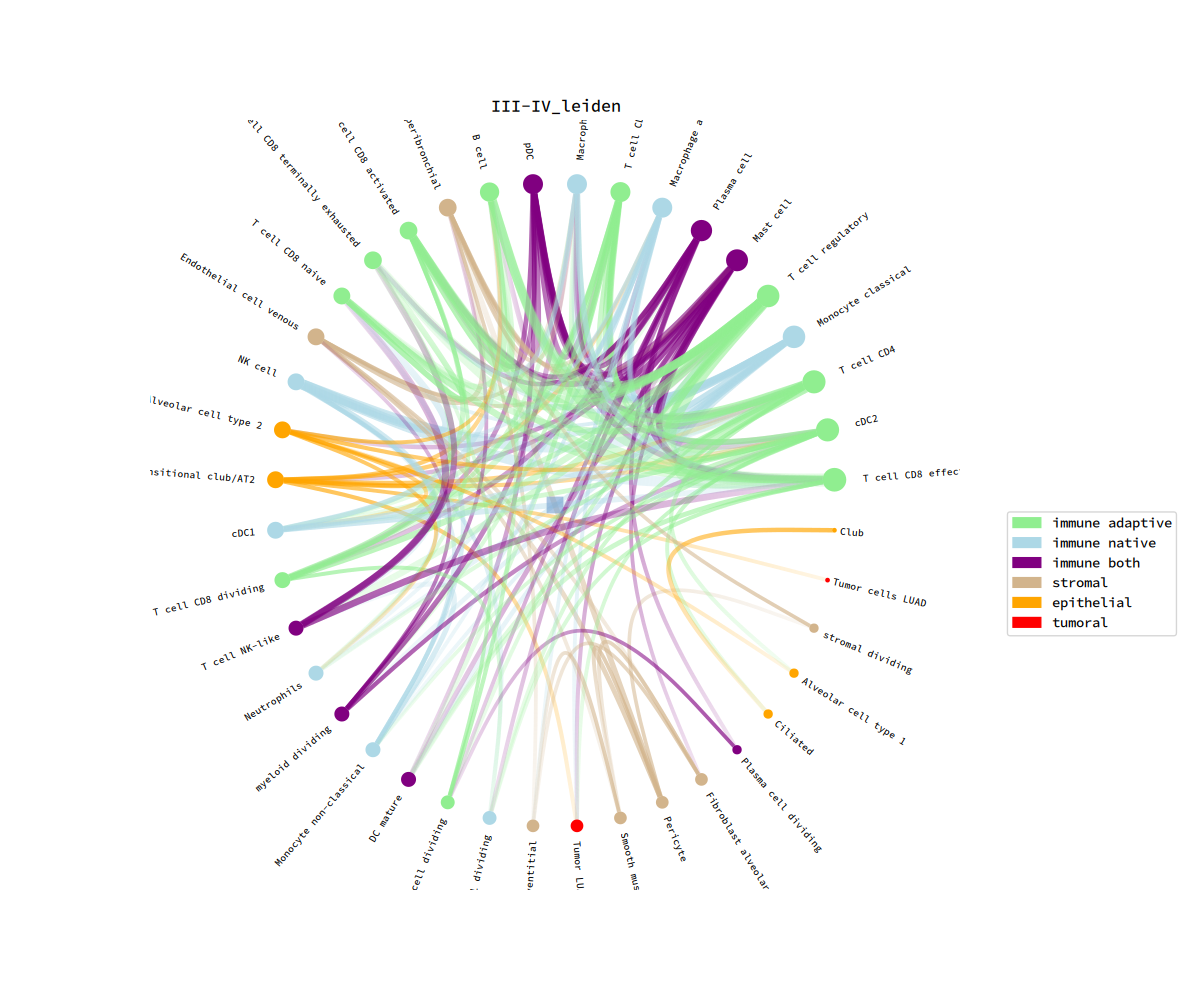 III-IV_leiden
cell CD8 terminally exhausted
cell CD8 activated
peribronchial
B cell
pDC
Macroph
T cell
Macrophage a
Plasma cell
Mast cell
T cell regulatory
Monocyte classical
T cell CD4
cDC2
T cell CD8 effec
Club
Tumor cells LUAD
stromal dividing
Alveolar cell type 1
Ciliated
Plasma cell dividing
Fibroblast alveolar
Pericyte
Smooth mus
Tumor LU
ventitial
dividing
cell dividing
DC mature
Monocyte non-classical
myeloid dividing
Neutrophils
T cell NK-like
T cell CD8 dividing
cDC1
nsitional club/AT2
Alveolar cell type 2
NK cell
Endothelial cell venous
T cell CD8 naive
immune adaptive
immune native
immune both
stromal
epithelial
tumoral